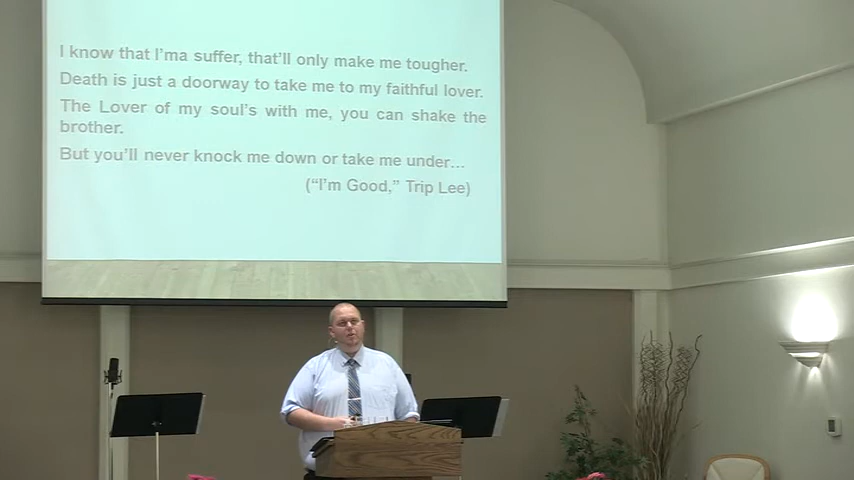 I know that I'ma suffer, that'll only make me tougher.
Death is just a doorway to take me to my faithful lover.
The Lover of my soul's with me, you can shake the
brother.
But you'll never knock me down or take me under…
(“I'm Good,” Trip Lee)